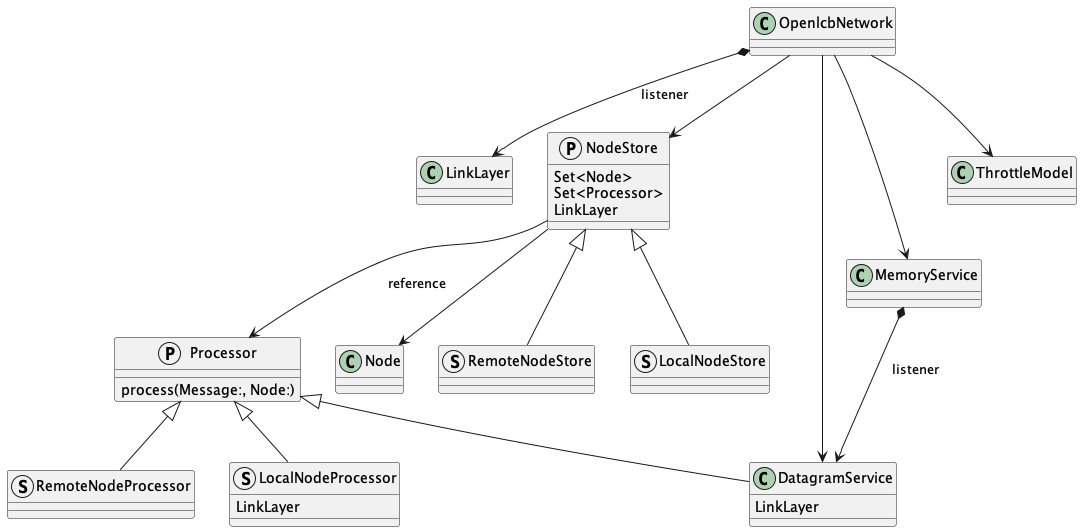 C OpenlcbNetwork
listener
C LinkLayer
P NodeStore
Set<Node>
Set<Processor>
LinkLayer
C ThrottleModel
C MemoryService
reference
P Processor
process(Message:, Node:)
C Node
S RemoteNodeStore
S LocalNodeStore
listener
S RemoteNodeProcessor
S LocalNodeProcessor
LinkLayer
C DatagramService
LinkLayer